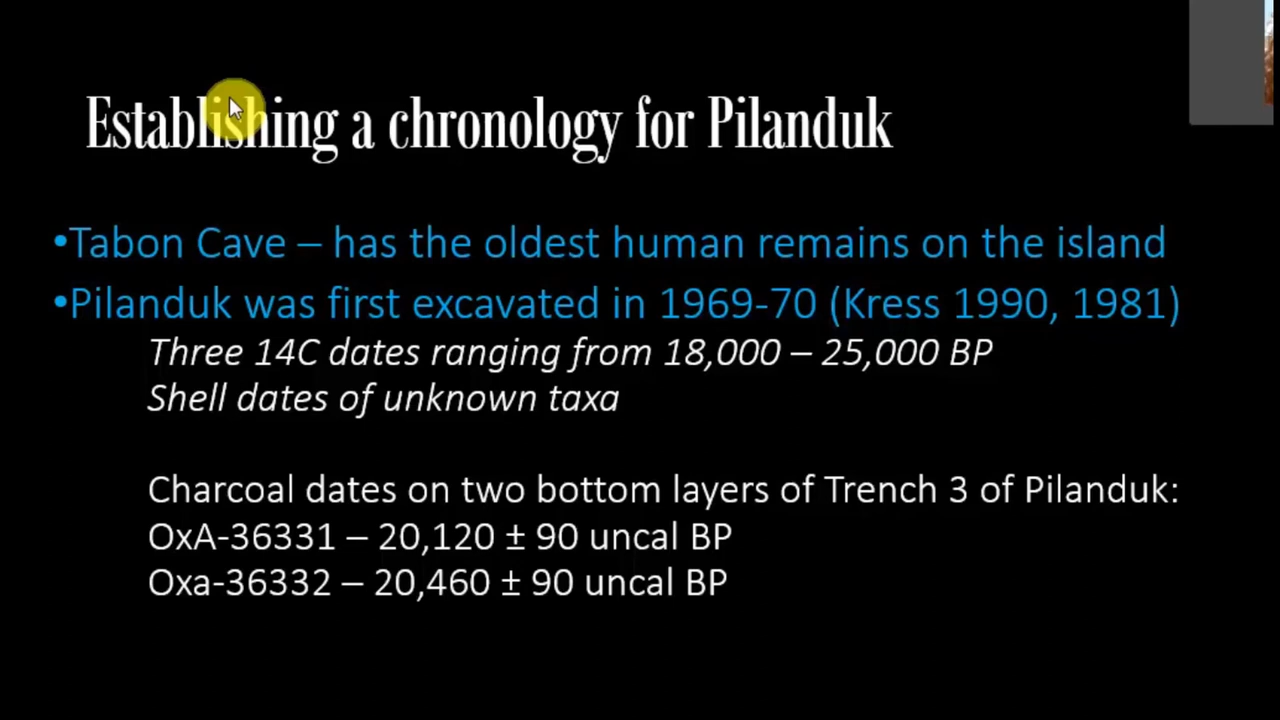 Establishing a chronology for Pilanduk
•Tabon Cave – has the oldest human remains on the island
•Pilanduk was first excavated in 1969-70 (Kress 1990, 1981)
Three 14C dates ranging from 18,000 – 25,000 BP
Shell dates of unknown taxa
Charcoal dates on two bottom layers of Trench 3 of Pilanduk:
OxA-36331 – 20,120 ± 90 uncal BP
Oxa-36332 – 20,460 ± 90 uncal BP